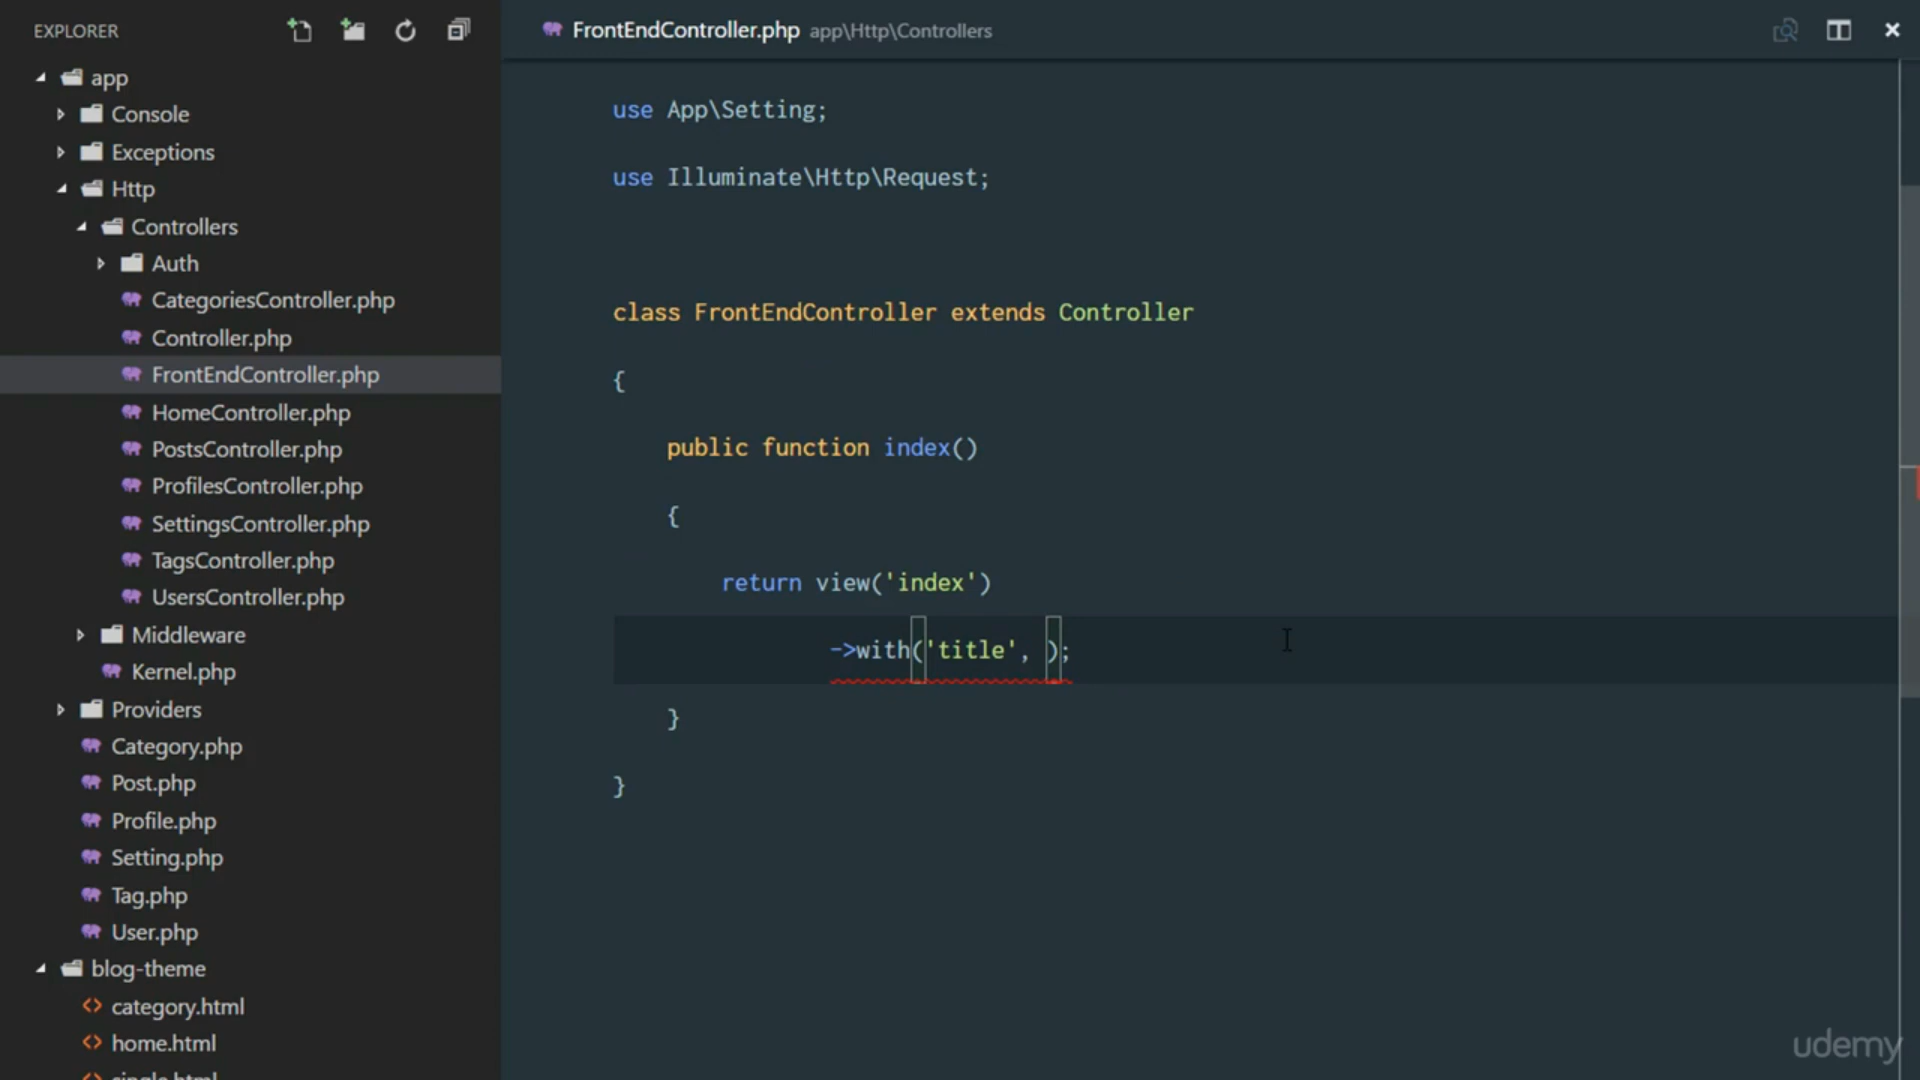 EXPLORER
app
Console
Exceptions
Http
Controllers
Auth
CategoriesController.php
Controller.php
FrontEndController.php
HomeController.php
PostsController.php
ProfilesController.php
SettingsController.php
TagsController.php
UsersController.php
Middleware
Kernel.php
Providers
Category.php
Post.php
Profile.php
Setting.php
Tag.php
User.php
blog-theme
category.html
home.html
single.html
FrontEndController.php app\Http\Controllers
use App\Setting;
use Illuminate\Http\Request;
class FrontEndController extends Controller
{
public function index()
{
return view('index')
->with('title', );
}
}
udemy